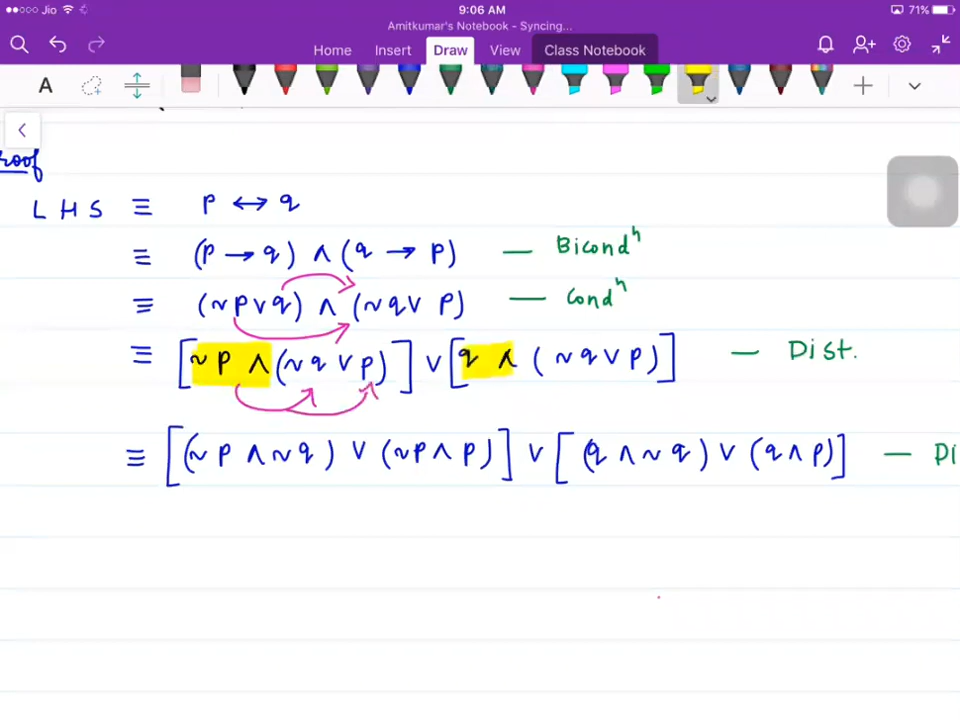 ●●○○○ Jio 9:06 AM 71%
Amitkumar's Notebook - Syncing...
Home Insert Draw View Class Notebook
A
roof
LHS ≡ p ↔ q
≡ (p → q) ∧ (q → p) — Bicondⁿ
≡ (~p∨q) ∧ (~q∨ p) — Condⁿ
≡ [~p ∧(~q ∨p)] ∨ [q ∧ (~q∨p)] — Dist.
≡ [(~p ∧~q) ∨ (~p∧p)] ∨ [(q ∧~q) ∨ (q∧p)] — Di